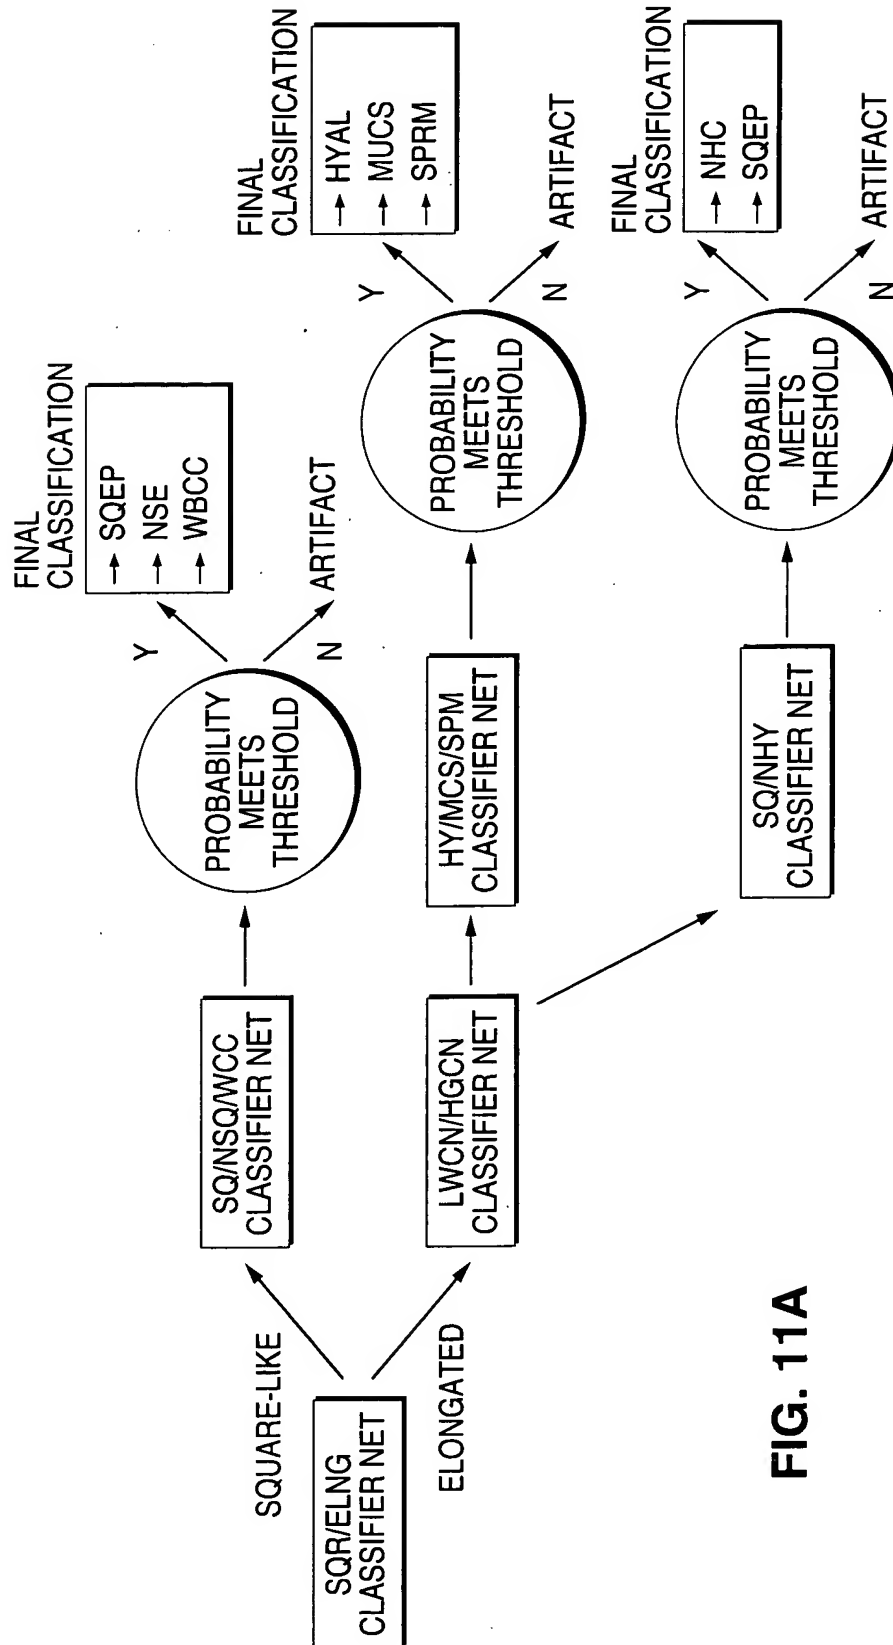 SQR/ELNG
CLASSIFIER NET
SQUARE-LIKE
ELONGATED
SQ/NSQ/WCC
CLASSIFIER NET
PROBABILITY
MEETS
THRESHOLD
Y
N
FINAL
CLASSIFICATION
→ SQEP
→ NSE
→ WBCC
ARTIFACT
LWCN/HGCN
CLASSIFIER NET
HY/MCS/SPM
CLASSIFIER NET
PROBABILITY
MEETS
THRESHOLD
Y
N
FINAL
CLASSIFICATION
→ HYAL
→ MUCS
→ SPRM
ARTIFACT
SQ/NHY
CLASSIFIER NET
PROBABILITY
MEETS
THRESHOLD
Y
N
FINAL
CLASSIFICATION
→ NHC
→ SQEP
ARTIFACT
FIG. 11A